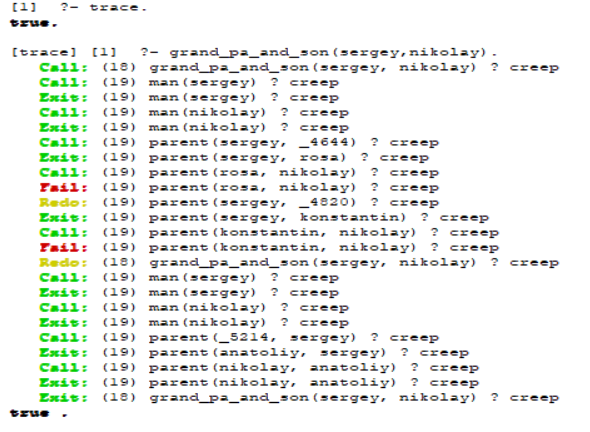 [1]  ?- trace.
true.
[trace] [1]  ?- grand_pa_and_son(sergey,nikolay).
Call: (18) grand_pa_and_son(sergey, nikolay) ? creep
Call: (19) man(sergey) ? creep
Exit: (19) man(sergey) ? creep
Call: (19) man(nikolay) ? creep
Exit: (19) man(nikolay) ? creep
Call: (19) parent(sergey, _4644) ? creep
Exit: (19) parent(sergey, rosa) ? creep
Call: (19) parent(rosa, nikolay) ? creep
Fail: (19) parent(rosa, nikolay) ? creep
Redo: (19) parent(sergey, _4820) ? creep
Exit: (19) parent(sergey, konstantin) ? creep
Call: (19) parent(konstantin, nikolay) ? creep
Fail: (19) parent(konstantin, nikolay) ? creep
Redo: (18) grand_pa_and_son(sergey, nikolay) ? creep
Call: (19) man(sergey) ? creep
Exit: (19) man(sergey) ? creep
Call: (19) man(nikolay) ? creep
Exit: (19) man(nikolay) ? creep
Call: (19) parent(_5214, sergey) ? creep
Exit: (19) parent(anatoliy, sergey) ? creep
Call: (19) parent(nikolay, anatoliy) ? creep
Exit: (19) parent(nikolay, anatoliy) ? creep
Exit: (18) grand_pa_and_son(sergey, nikolay) ? creep
true .